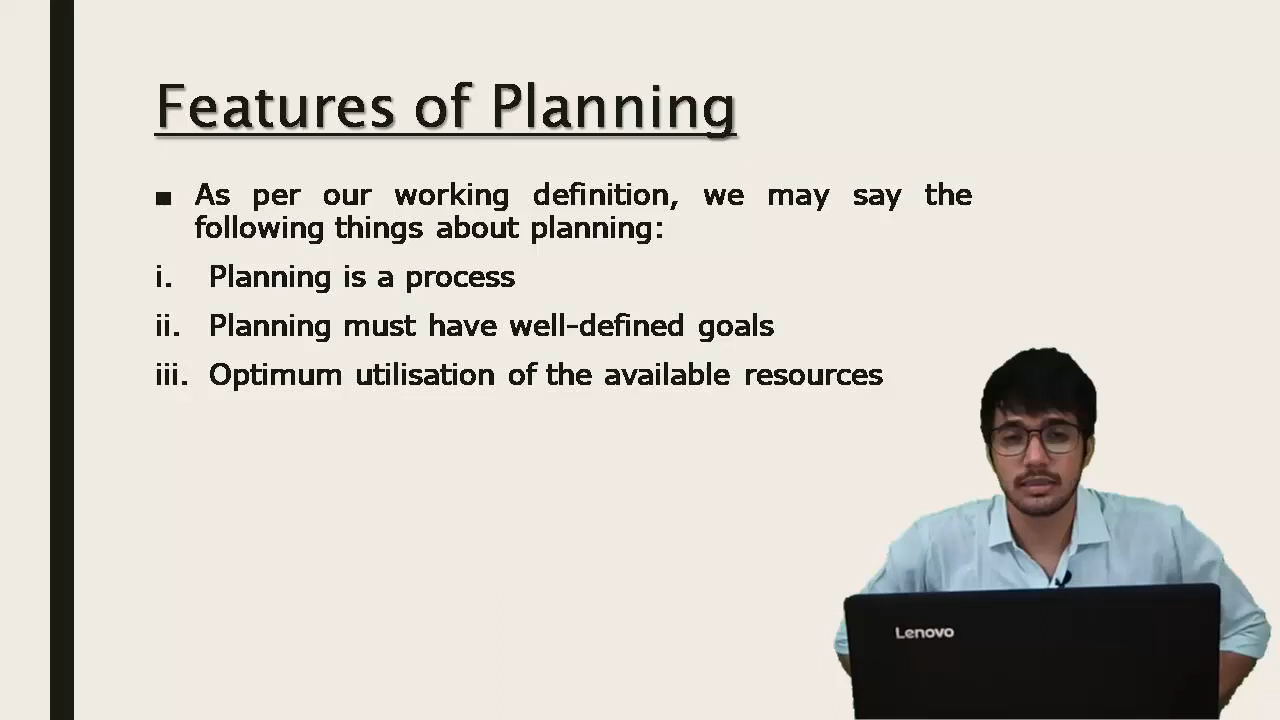 Features of Planning
■ As per our working definition, we may say the
following things about planning:
i. Planning is a process
ii. Planning must have well-defined goals
iii. Optimum utilisation of the available resources
Lenovo